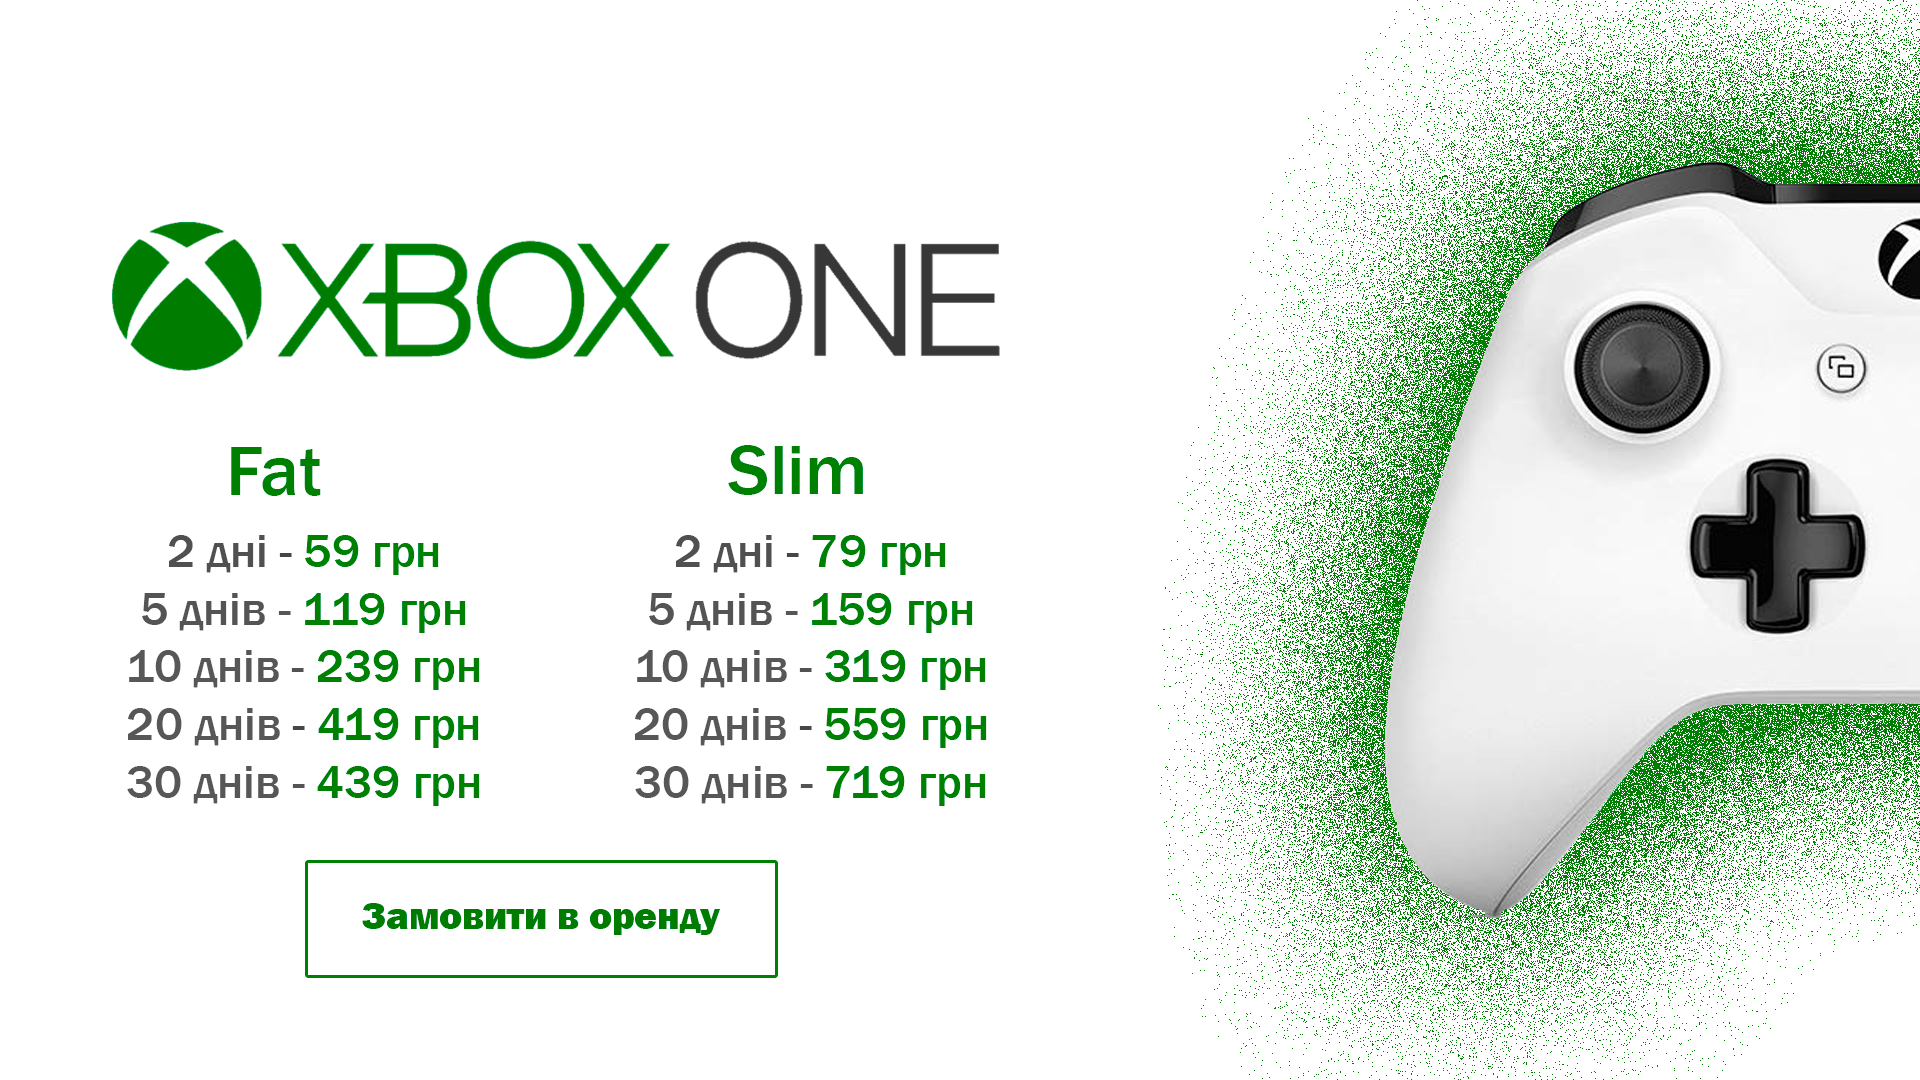 XBOX ONE
Fat
2 дні - 59 грн
5 днів - 119 грн
10 днів - 239 грн
20 днів - 419 грн
30 днів - 439 грн
Slim
2 дні - 79 грн
5 днів - 159 грн
10 днів - 319 грн
20 днів - 559 грн
30 днів - 719 грн
Замовити в оренду